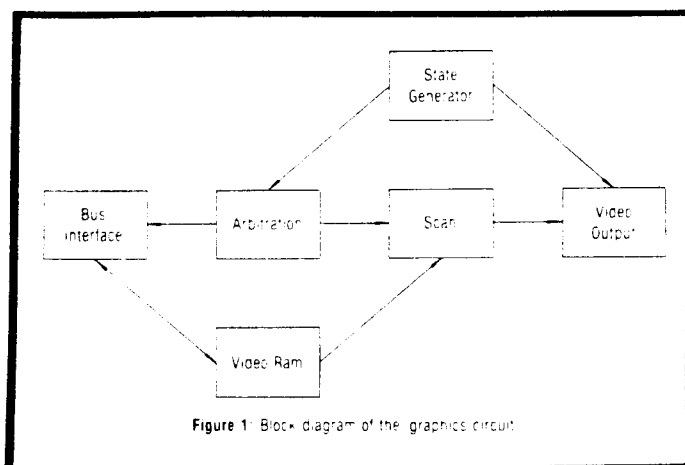 State
Generator
Bus
Interface
Arbitration
Scan
Video
Output
Video Ram
Figure 1: Block diagram of the graphics circuit